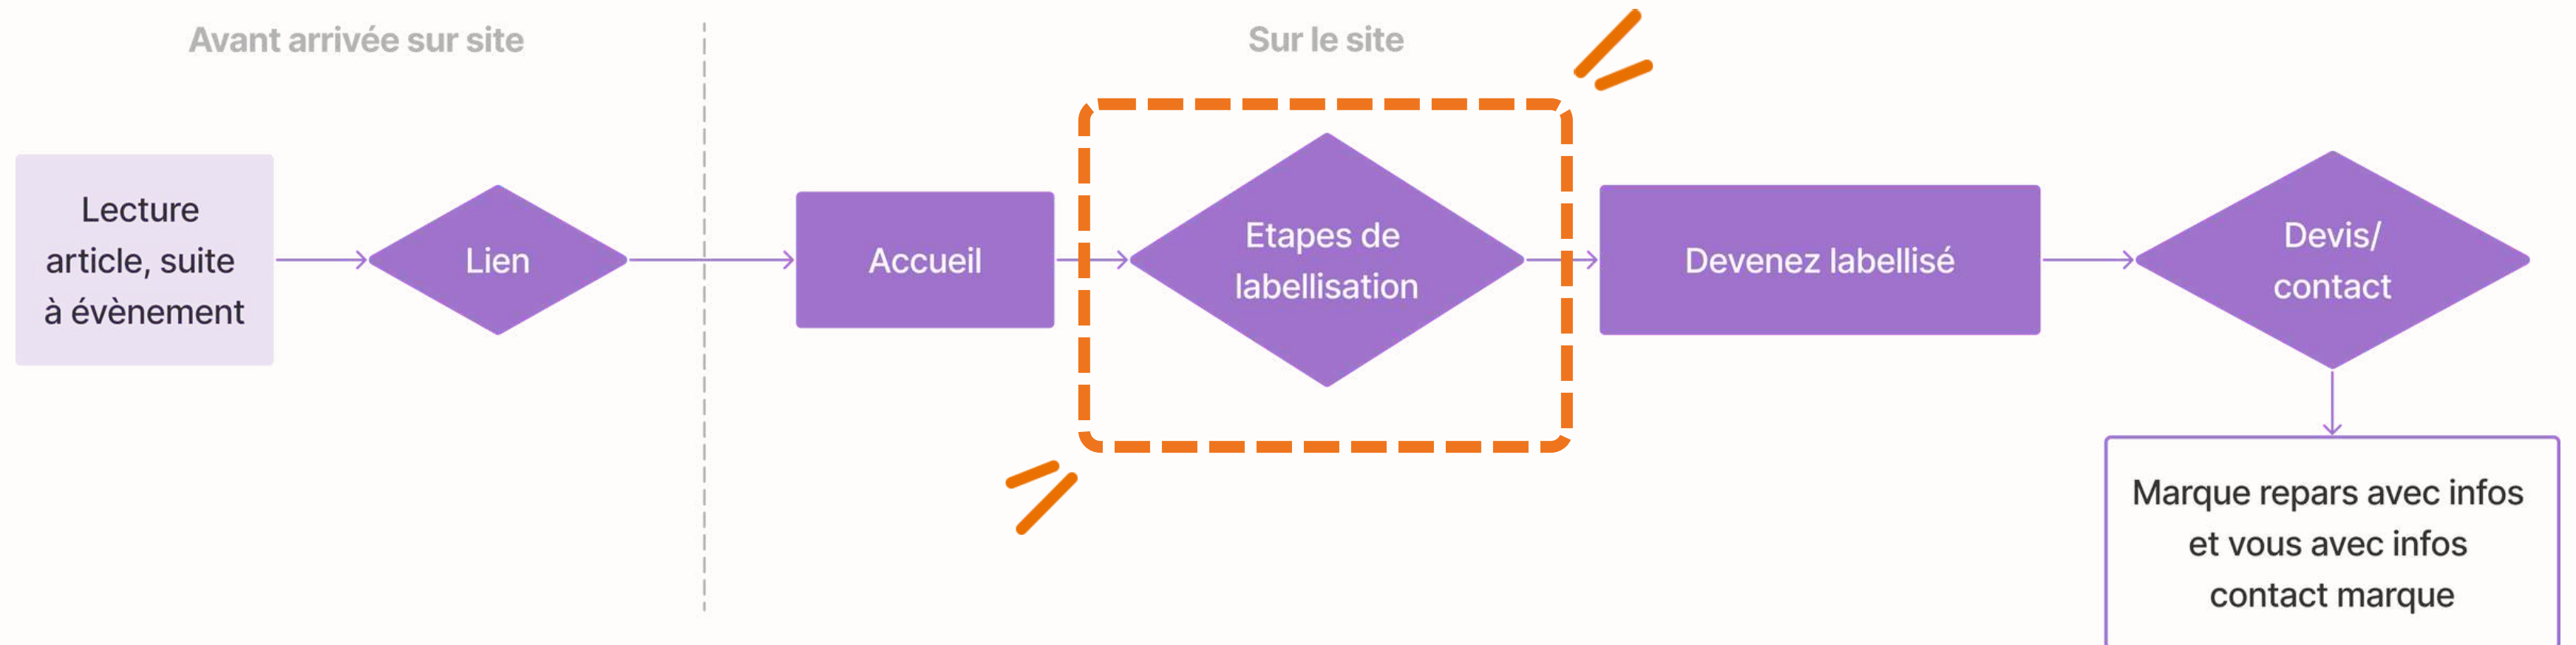 Avant arrivée sur site
Sur le site
Lecture
article, suite
à évènement
Lien
Accueil
Etapes de
labellisation
Devenez labellisé
Devis/
contact
Marque repars avec infos
et vous avec infos
contact marque